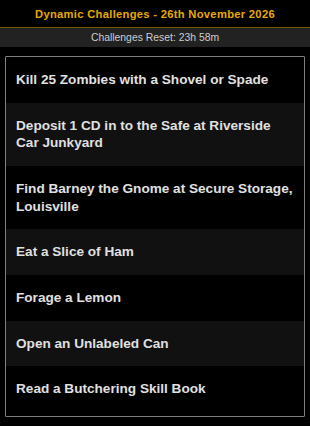 Dynamic Challenges - 26th November 2026
Challenges Reset: 23h 58m
Kill 25 Zombies with a Shovel or Spade
Deposit 1 CD in to the Safe at Riverside
Car Junkyard
Find Barney the Gnome at Secure Storage,
Louisville
Eat a Slice of Ham
Forage a Lemon
Open an Unlabeled Can
Read a Butchering Skill Book